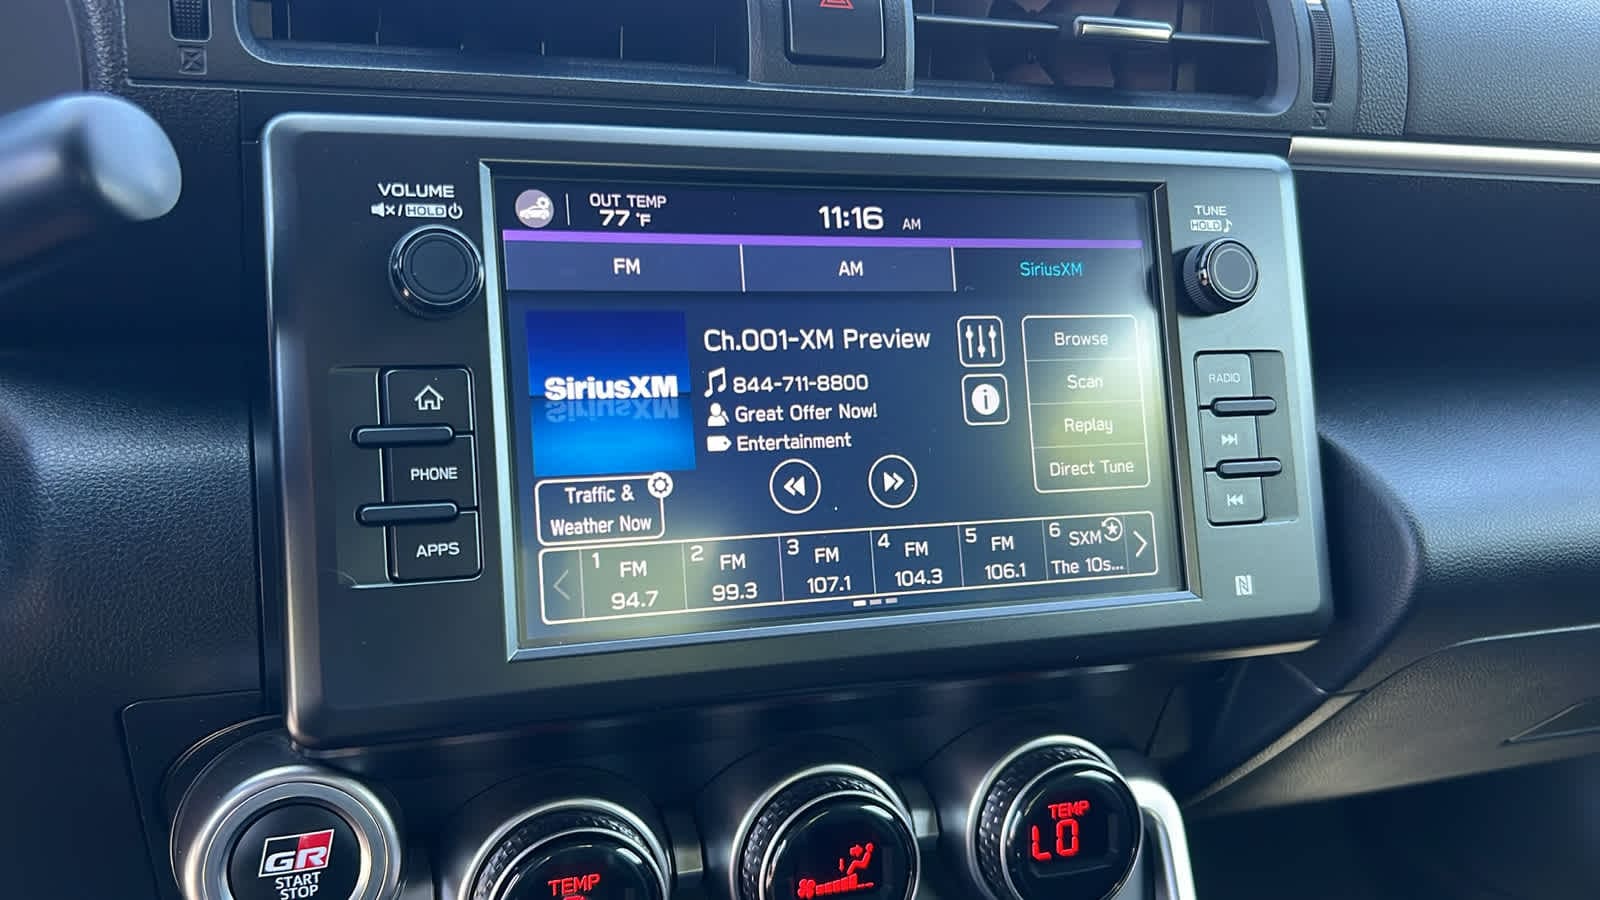 VOLUME
/ HOLD
OUT TEMP
77 °F
11:16 AM
TUNE
HOLD
FM
AM
SiriusXM
SiriusXM
Ch.001-XM Preview
844-711-8800
Great Offer Now!
Entertainment
Browse
Scan
Replay
Direct Tune
Traffic &
Weather Now
1 FM
94.7
2 FM
99.3
3 FM
107.1
4 FM
104.3
5 FM
106.1
6 SXM
The 10s...
PHONE
APPS
RADIO
GR
START
STOP
TEMP
TEMP
LO